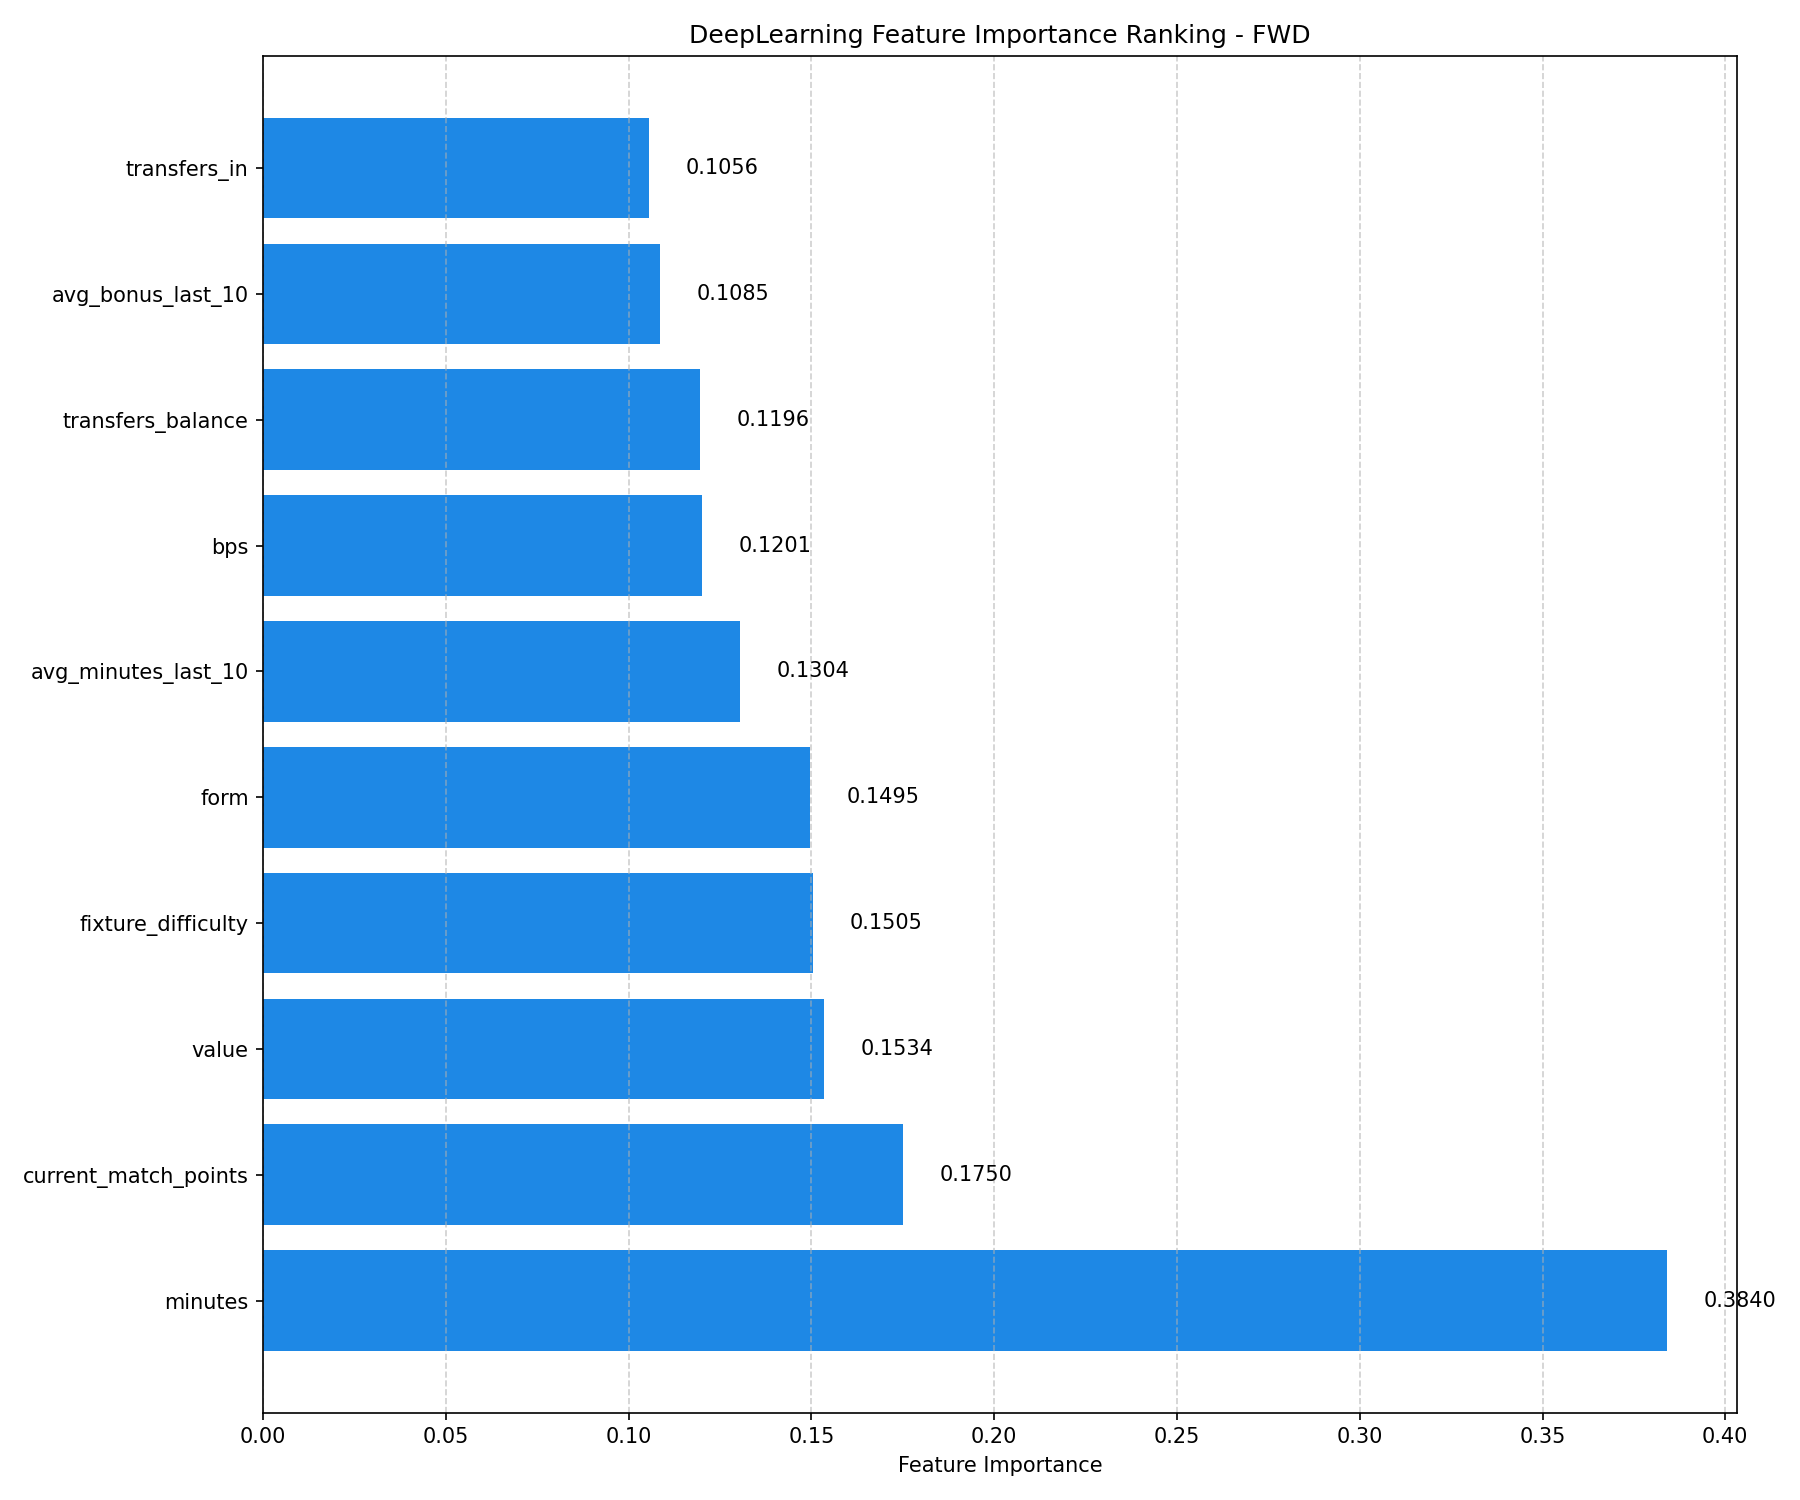 DeepLearning Feature Importance Ranking - FWD
transfers_in
0.1056
avg_bonus_last_10
0.1085
transfers_balance
0.1196
bps
0.1201
avg_minutes_last_10
0.1304
form
0.1495
fixture_difficulty
0.1505
value
0.1534
current_match_points
0.1750
minutes
0.3840
0.00 0.05 0.10 0.15 0.20 0.25 0.30 0.35 0.40
Feature Importance